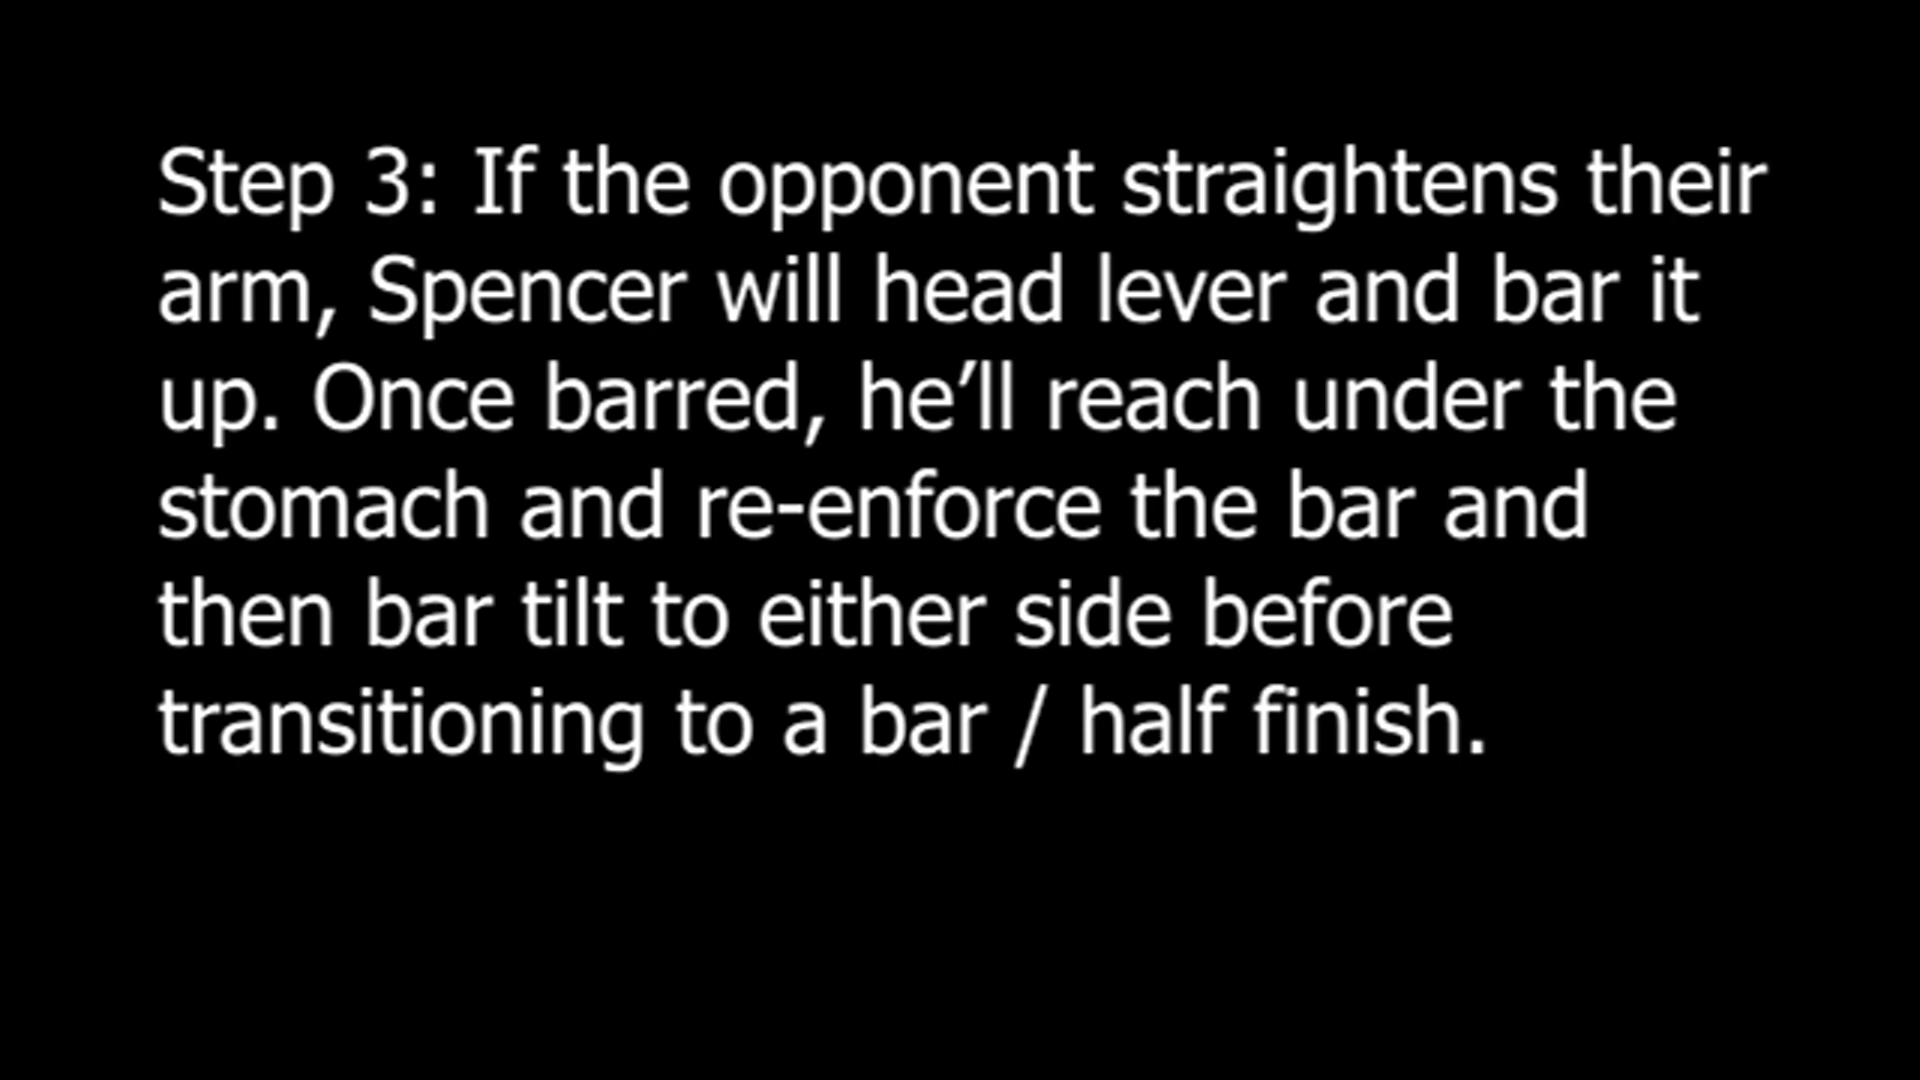 Step 3: If the opponent straightens their
arm, Spencer will head lever and bar it
up. Once barred, he’ll reach under the
stomach and re-enforce the bar and
then bar tilt to either side before
transitioning to a bar / half finish.